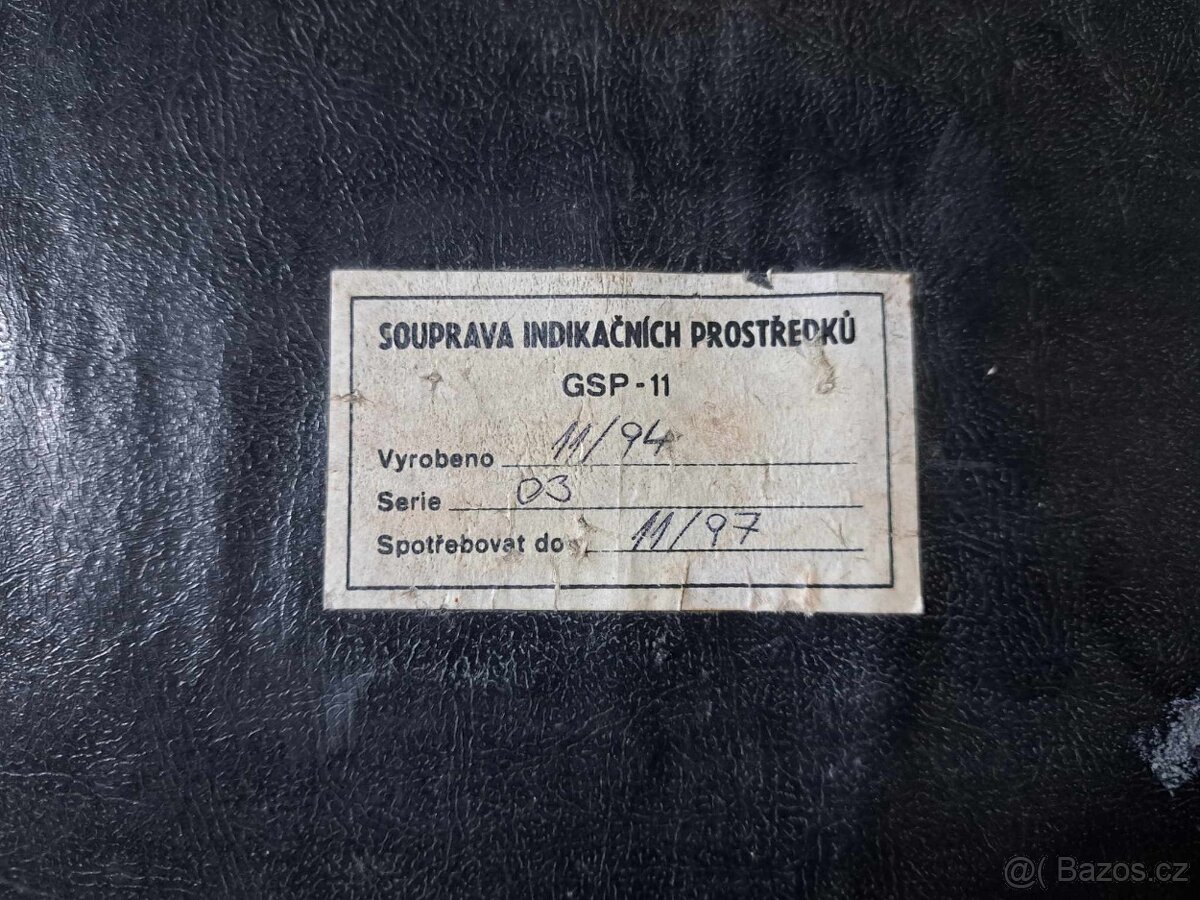 SOUPRAVA INDIKAČNÍCH PROSTŘEDKŮ
GSP-11
Vyrobeno 11/94
Serie 03
Spotřebovat do 11/97
@( Bazos.cz